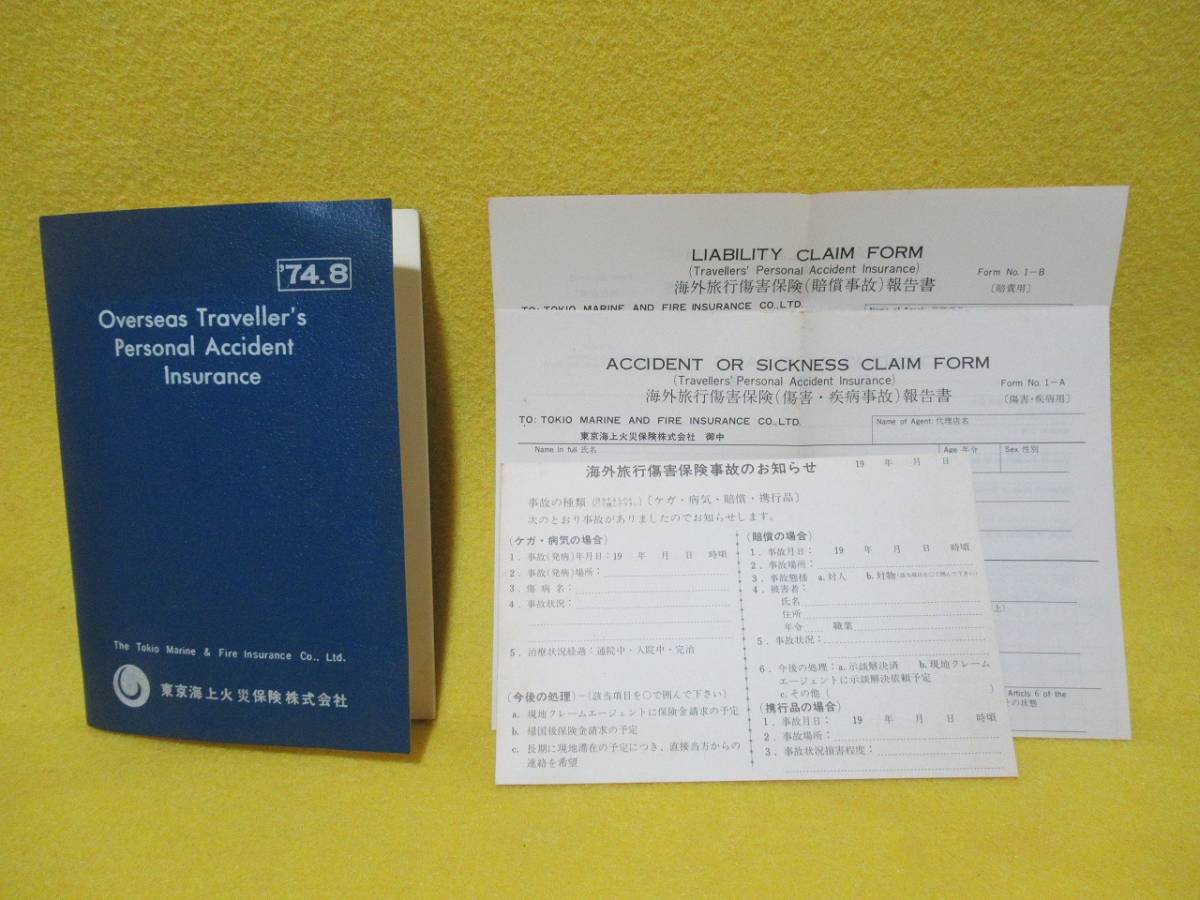 '74.8
Overseas Traveller's
Personal Accident
Insurance
The Tokio Marine & Fire Insurance Co., Ltd.
東京海上火災保険株式会社
LIABILITY CLAIM FORM
(Travellers' Personal Accident Insurance)
Form No. 1-B
海外旅行傷害保険(賠償事故)報告書
〔賠責用〕
TO: TOKIO MARINE AND FIRE INSURANCE CO., LTD.
Name of Agent:
ACCIDENT OR SICKNESS CLAIM FORM
(Travellers' Personal Accident Insurance)
Form No. 1-A
海外旅行傷害保険(傷害・疾病事故)報告書
〔傷害・疾病用〕
TO: TOKIO MARINE AND FIRE INSURANCE CO., LTD.
Name of Agent: 代理店名
東京海上火災保険株式会社 御中
Name in full 氏名
Age 年令
Sex 性別
Article 6 of the
その状態
海外旅行傷害保険事故のお知らせ
19 年 月 日
事故の種類 〔ケガ・病気・賠償・携行品〕
次のとおり事故がありましたのでお知らせします。
(ケガ・病気の場合)
1. 事故(発病)年月日:19 年 月 日 時頃
2. 事故(発病)場所:
3. 傷病名:
4. 事故状況:
5. 治療状況経過:通院中・入院中・完治
(今後の処理)-(該当項目を○で囲んで下さい)
a. 現地クレームエージェントに保険金請求の予定
b. 帰国後保険金請求の予定
c. 長期に現地滞在の予定につき、直接当方からの
連絡を希望
(賠償の場合)
1. 事故月日: 19 年 月 日 時頃
2. 事故場所:
3. 事故態様 a. 対人 b. 対物
4. 被害者:
氏名
住所
年令 職業
5. 事故状況:
6. 今後の処理:a. 示談解決済 b. 現地クレーム
エージェントに示談解決依頼予定
c. その他( )
(携行品の場合)
1. 事故月日: 19 年 月 日 時頃
2. 事故場所:
3. 事故状況損害程度: